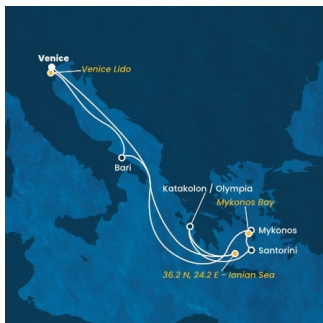 Venice
Venice Lido
Bari
Katakolon / Olympia
Mykonos Bay
Mykonos
Santorini
36.2 N, 24.2 E - Ionian Sea